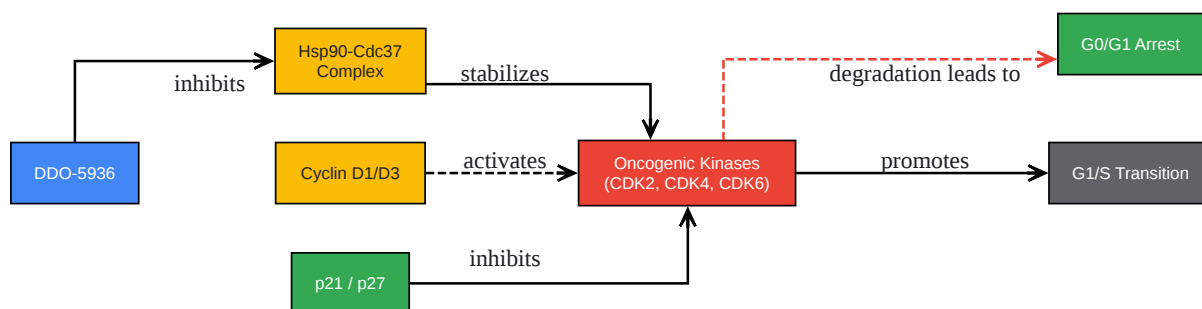 Hsp90-Cdc37
Complex
G0/G1 Arrest
inhibits
stabilizes
degradation leads to
DDO-5936
Cyclin D1/D3
activates
Oncogenic Kinases
(CDK2, CDK4, CDK6)
promotes
G1/S Transition
p21 / p27
inhibits